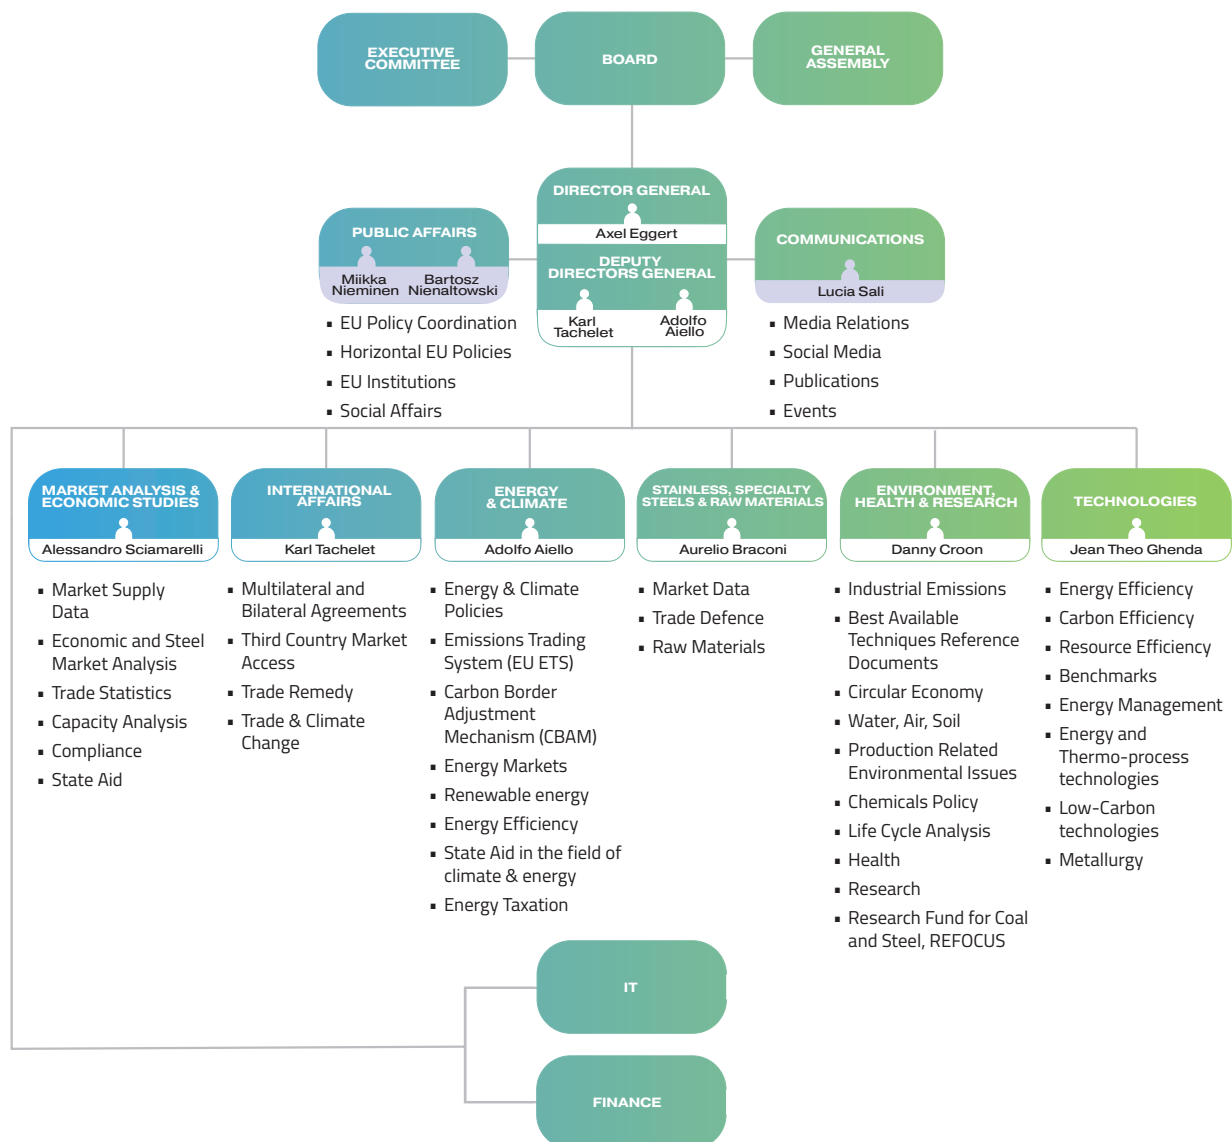 EXECUTIVE
COMMITTEE
BOARD
GENERAL
ASSEMBLY
DIRECTOR GENERAL
Axel Eggert
DEPUTY
DIRECTORS GENERAL
Karl
Tachelet
Adolfo
Aiello
PUBLIC AFFAIRS
Miikka
Nieminen
Bartosz
Nienaltowski
▪ EU Policy Coordination
▪ Horizontal EU Policies
▪ EU Institutions
▪ Social Affairs
COMMUNICATIONS
Lucia Sali
▪ Media Relations
▪ Social Media
▪ Publications
▪ Events
MARKET ANALYSIS &
ECONOMIC STUDIES
Alessandro Sciamarelli
▪ Market Supply
Data
▪ Economic and Steel
Market Analysis
▪ Trade Statistics
▪ Capacity Analysis
▪ Compliance
▪ State Aid
INTERNATIONAL
AFFAIRS
Karl Tachelet
▪ Multilateral and
Bilateral Agreements
▪ Third Country Market
Access
▪ Trade Remedy
▪ Trade & Climate
Change
ENERGY
& CLIMATE
Adolfo Aiello
▪ Energy & Climate
Policies
▪ Emissions Trading
System (EU ETS)
▪ Carbon Border
Adjustment
Mechanism (CBAM)
▪ Energy Markets
▪ Renewable energy
▪ Energy Efficiency
▪ State Aid in the field of
climate & energy
▪ Energy Taxation
STAINLESS, SPECIALTY
STEELS & RAW MATERIALS
Aurelio Braconi
▪ Market Data
▪ Trade Defence
▪ Raw Materials
ENVIRONMENT,
HEALTH & RESEARCH
Danny Croon
▪ Industrial Emissions
▪ Best Available
Techniques Reference
Documents
▪ Circular Economy
▪ Water, Air, Soil
▪ Production Related
Environmental Issues
▪ Chemicals Policy
▪ Life Cycle Analysis
▪ Health
▪ Research
▪ Research Fund for Coal
and Steel, REFOCUS
TECHNOLOGIES
Jean Theo Ghenda
▪ Energy Efficiency
▪ Carbon Efficiency
▪ Resource Efficiency
▪ Benchmarks
▪ Energy Management
▪ Energy and
Thermo-process
technologies
▪ Low-Carbon
technologies
▪ Metallurgy
IT
FINANCE